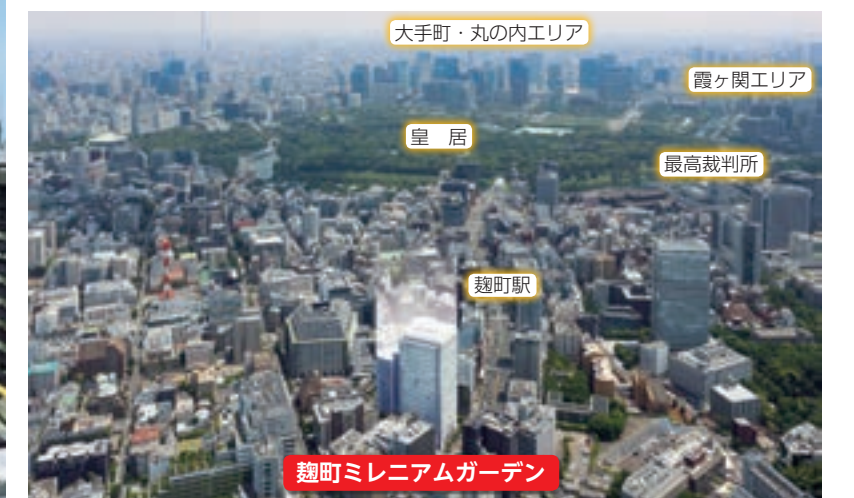 大手町・丸の内エリア
霞ヶ関エリア
皇　居
最高裁判所
麹町駅
麹町ミレニアムガーデン